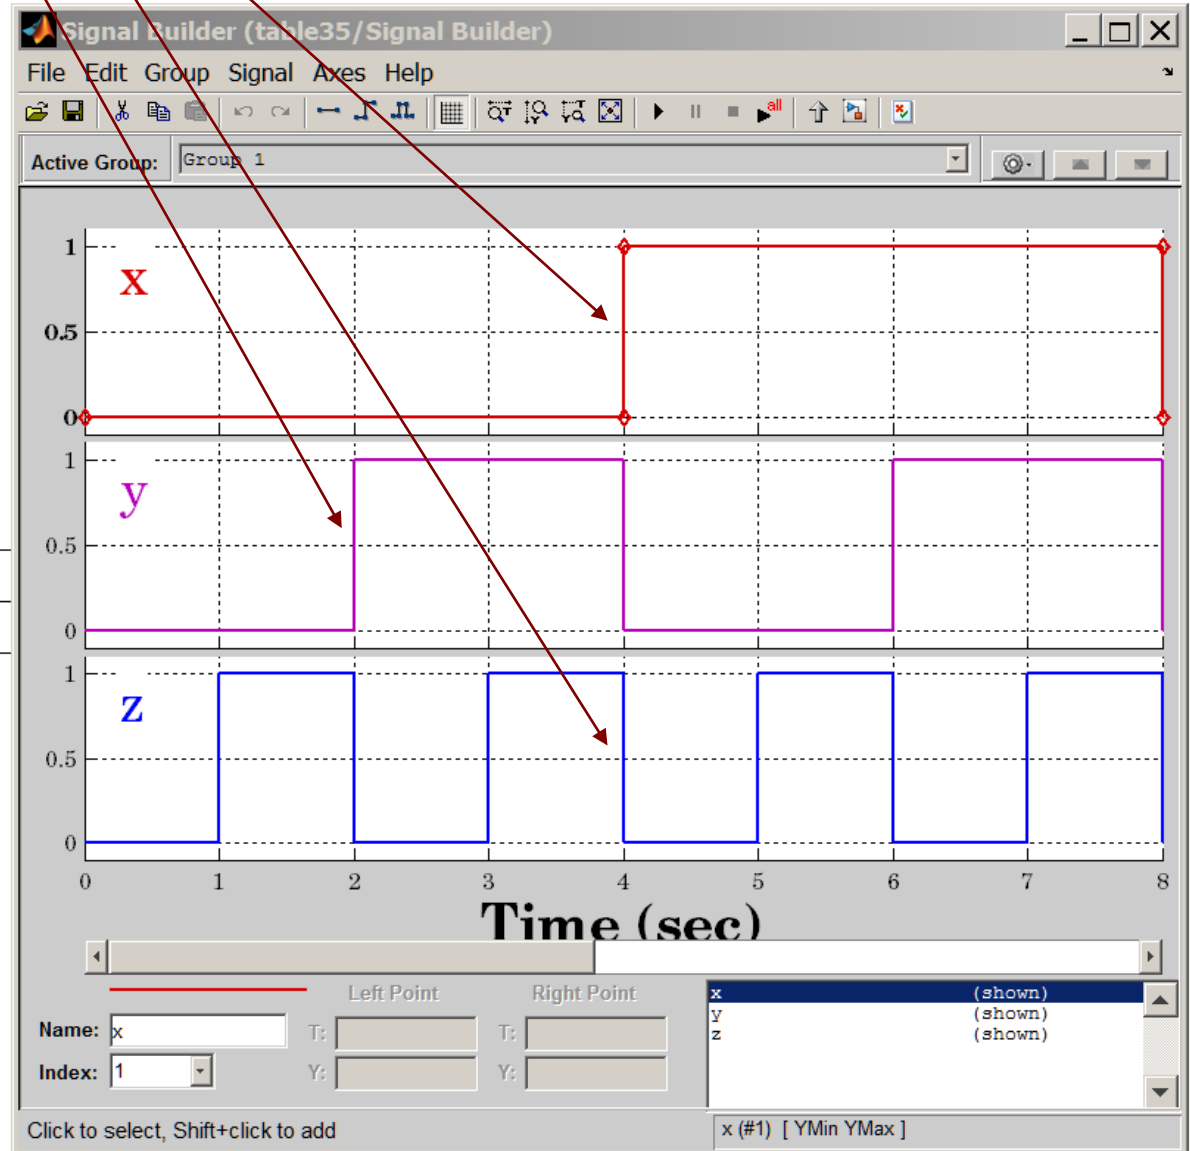 Signal Builder (table35/Signal Builder)
File Edit Group Signal Axes Help
all
Active Group: Group 1
1
x
0.5
0
1
y
0.5
0
1
z
0.5
0
0 1 2 3 4 5 6 7 8
Time (sec)
Left Point Right Point
Name: x T: T:
Index: 1 Y: Y:
x (shown)
y (shown)
z (shown)
Click to select, Shift+click to add x (#1) [ YMin YMax ]